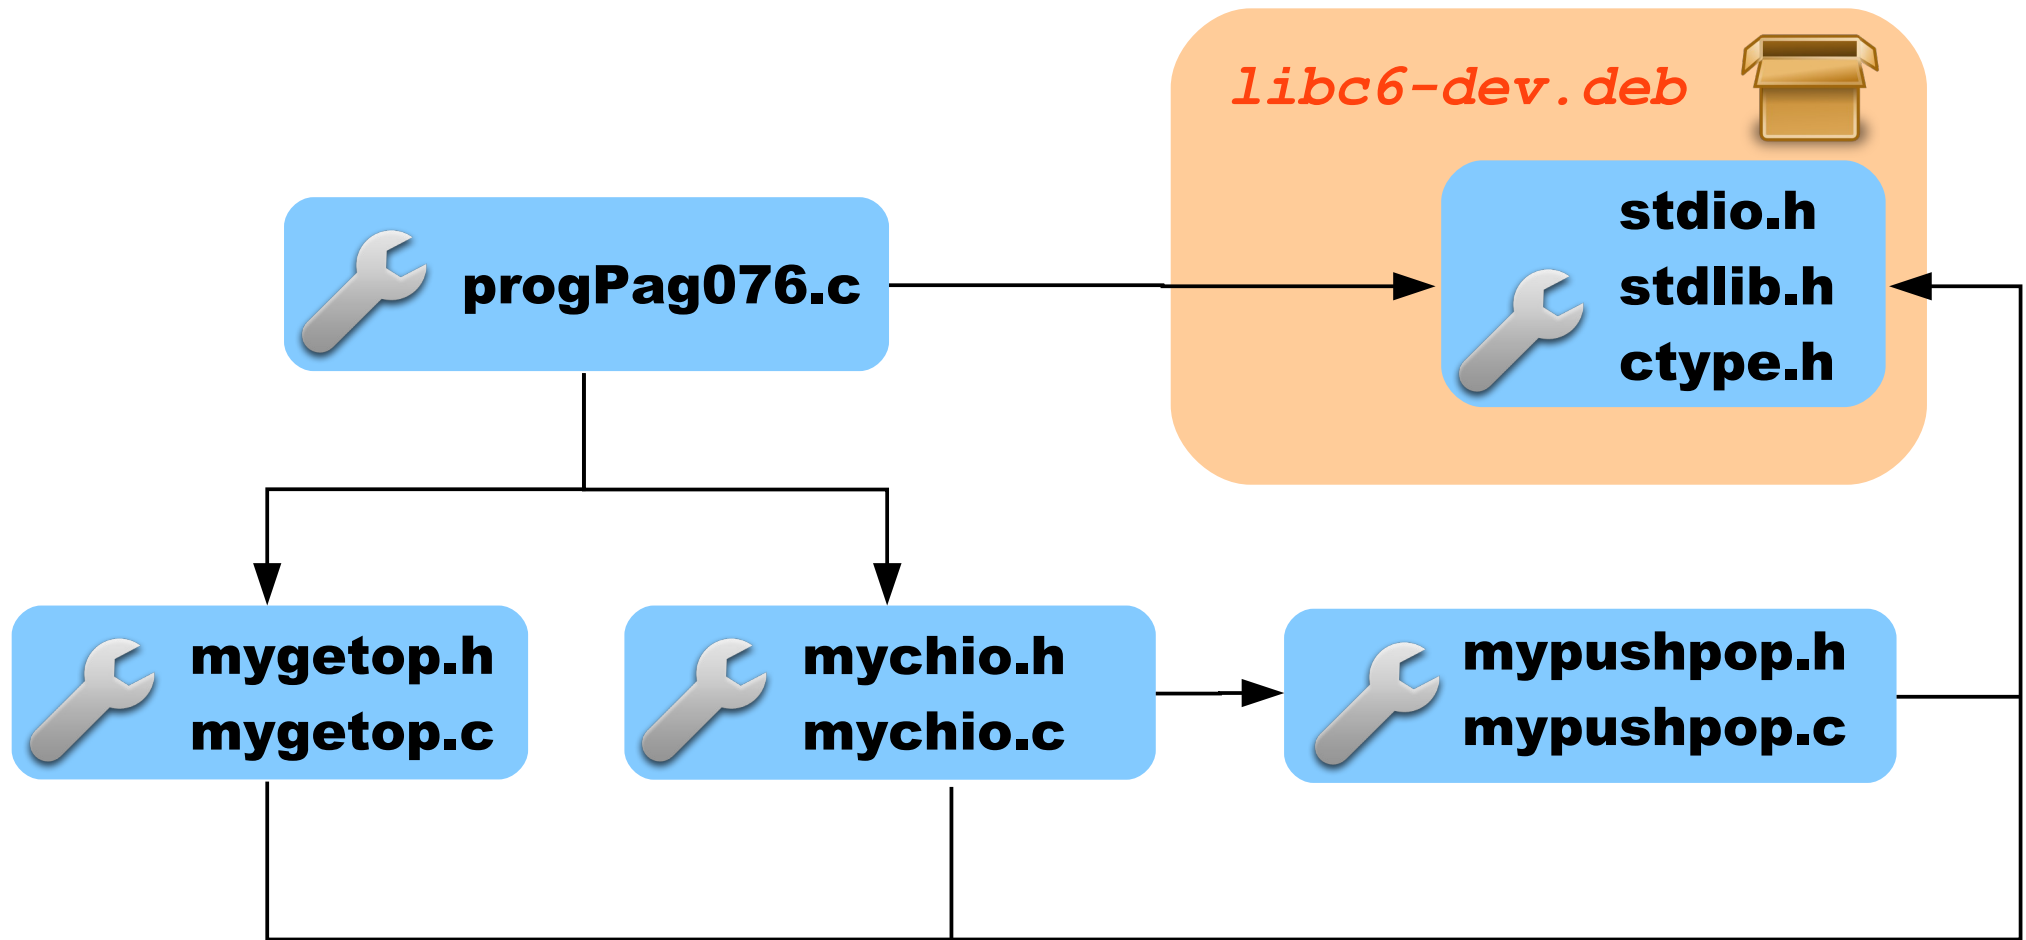 libc6-dev.deb
stdio.h
progPag076.c
stdlib.h
ctype.h
mygetop.h
mygetop.c
mychio.h
mychio.c
mypushpop.h
mypushpop.c